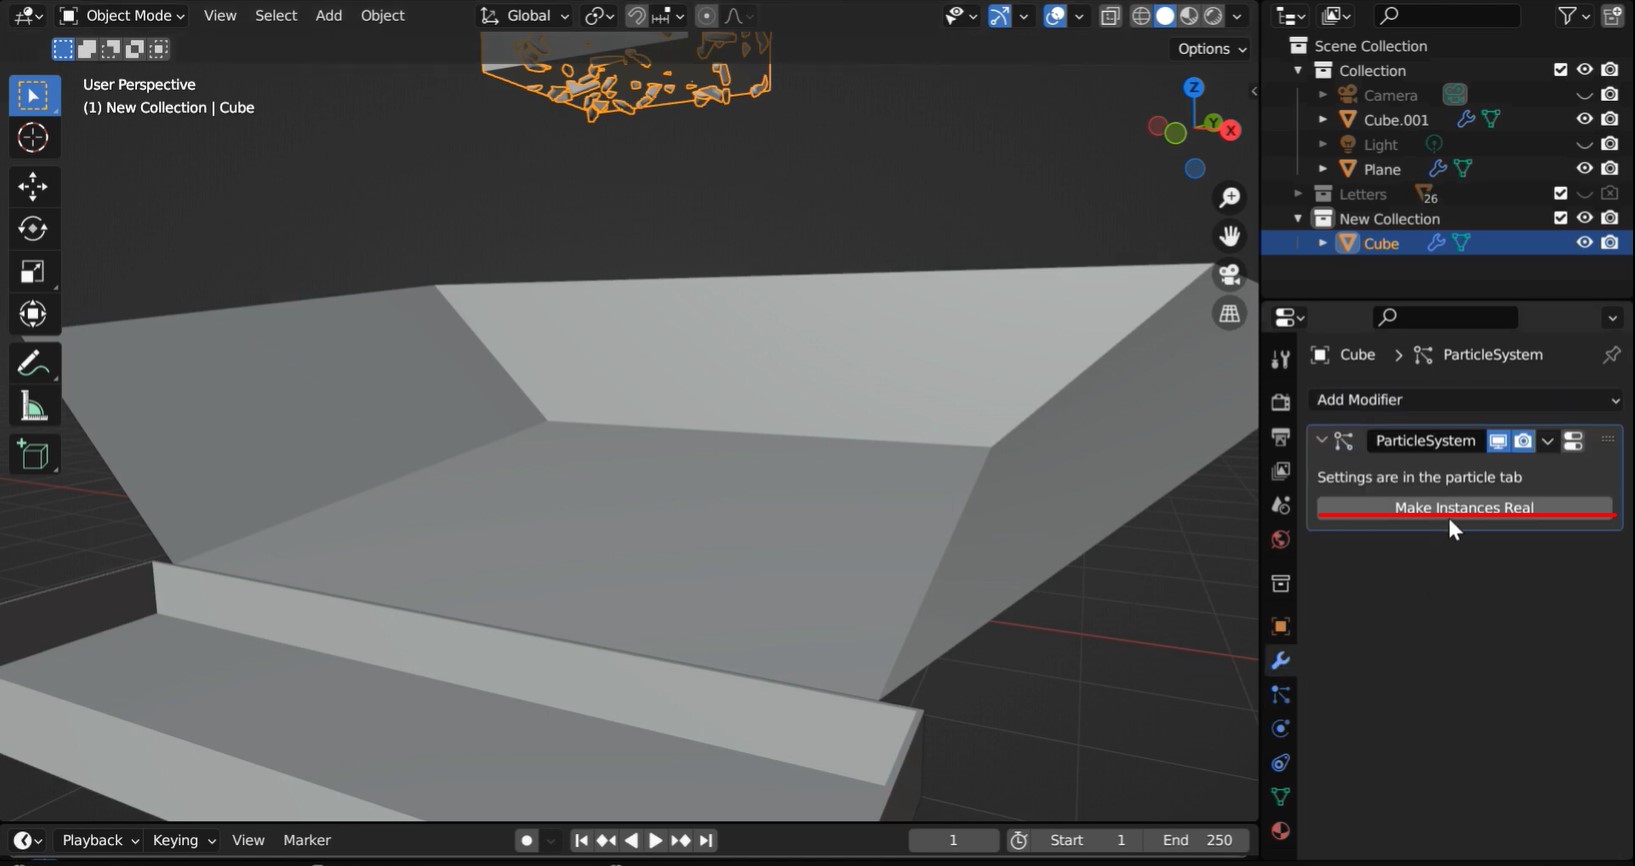 Object Mode View Select Add Object Global
Options
User Perspective
(1) New Collection | Cube
Z
Y
X
Scene Collection
Collection
Camera
Cube.001
Light
Plane
Letters 26
New Collection
Cube
Cube > ParticleSystem
Add Modifier
ParticleSystem
Settings are in the particle tab
Make Instances Real
Playback Keying View Marker 1 Start 1 End 250